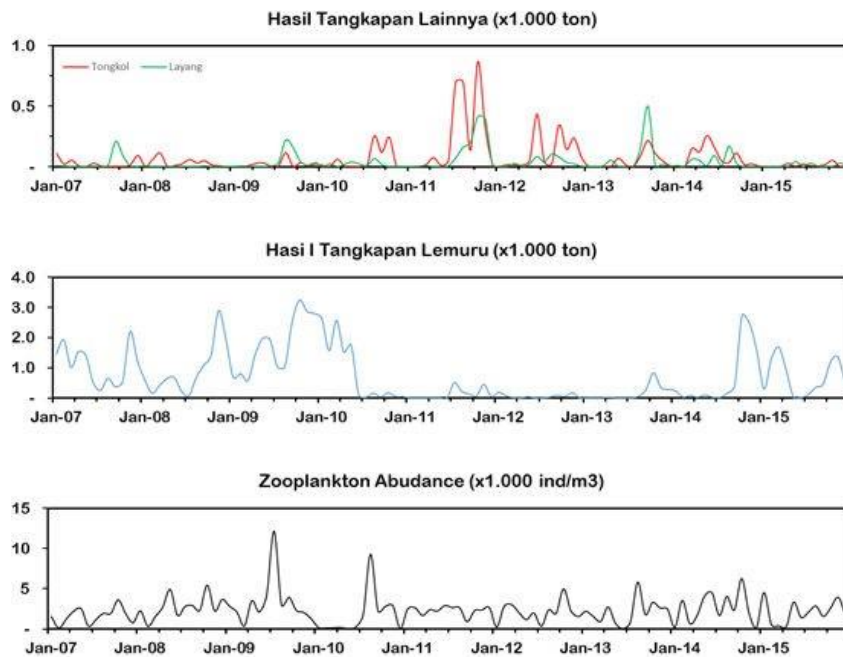 Hasil Tangkapan Lainnya (x1.000 ton)
1.0
Tongkol Layang
0.5
-
Jan-07 Jan-08 Jan-09 Jan-10 Jan-11 Jan-12 Jan-13 Jan-14 Jan-15
Hasi l Tangkapan Lemuru (x1.000 ton)
4.0
3.0
2.0
1.0
-
Jan-07 Jan-08 Jan-09 Jan-10 Jan-11 Jan-12 Jan-13 Jan-14 Jan-15
Zooplankton Abudance (x1.000 ind/m3)
15
10
5
-
Jan-07 Jan-08 Jan-09 Jan-10 Jan-11 Jan-12 Jan-13 Jan-14 Jan-15